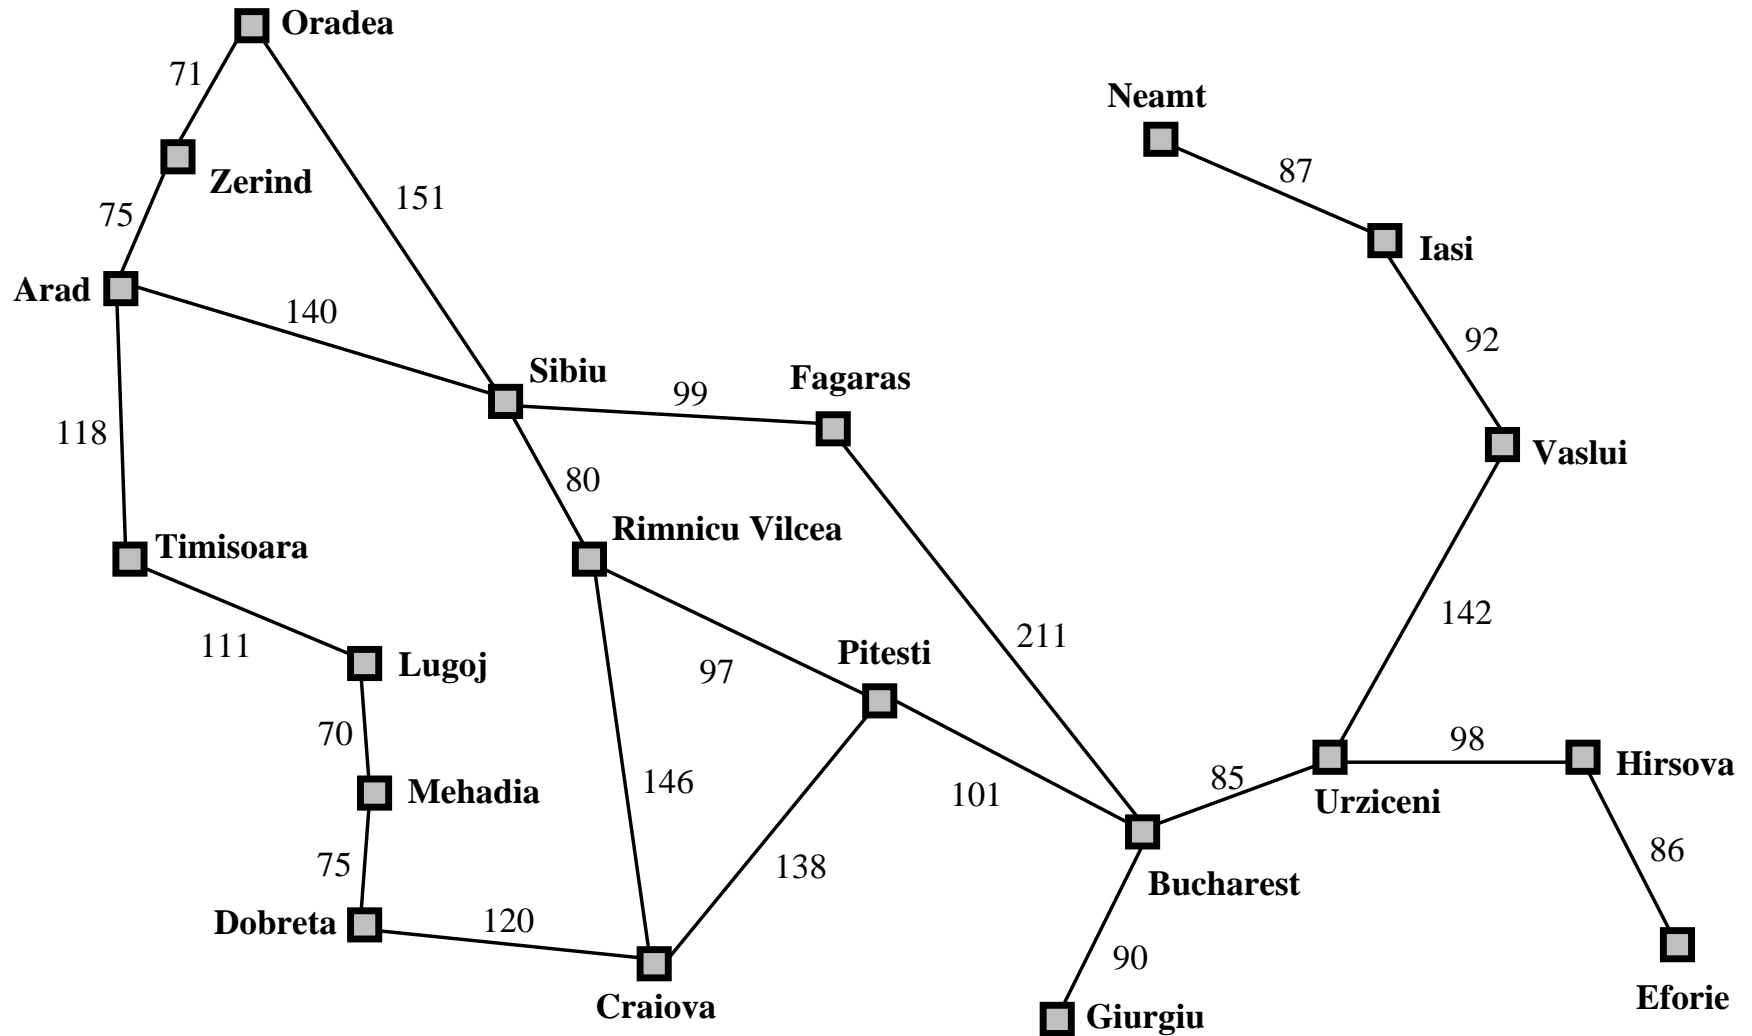 Oradea
71
Neamt
87
Zerind
151
75
Iasi
Arad
140
92
Sibiu
Fagaras
99
118
Vaslui
80
Rimnicu Vilcea
Timisoara
142
211
111
Pitesti
Lugoj
97
70
98
Hirsova
146
101
85
Mehadia
Urziceni
86
75
138
Bucharest
Dobreta
120
90
Craiova
Eforie
Giurgiu